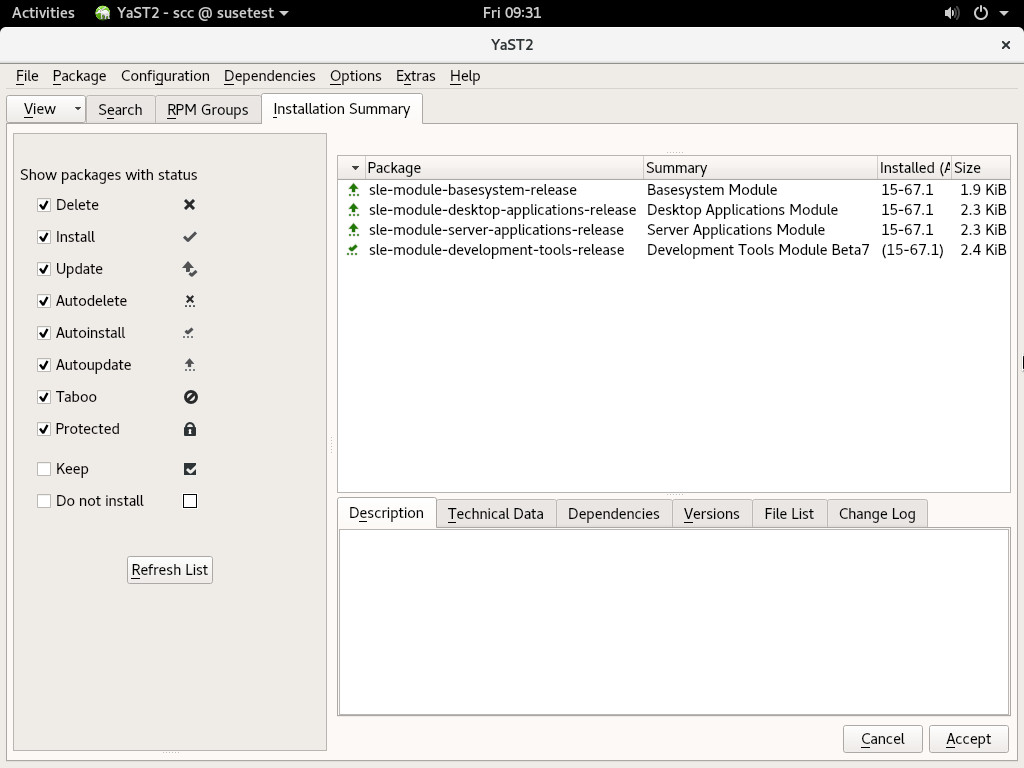 Activities YaST2 - scc @ susetest Fri 09:31
YaST2
File Package Configuration Dependencies Options Extras Help
View Search RPM Groups Installation Summary
Show packages with status
Delete
Install
Update
Autodelete
Autoinstall
Autoupdate
Taboo
Protected
Keep
Do not install
Refresh List
Package Summary Installed (A Size
sle-module-basesystem-release Basesystem Module 15-67.1 1.9 KiB
sle-module-desktop-applications-release Desktop Applications Module 15-67.1 2.3 KiB
sle-module-server-applications-release Server Applications Module 15-67.1 2.3 KiB
sle-module-development-tools-release Development Tools Module Beta7 (15-67.1) 2.4 KiB
Description Technical Data Dependencies Versions File List Change Log
Cancel Accept